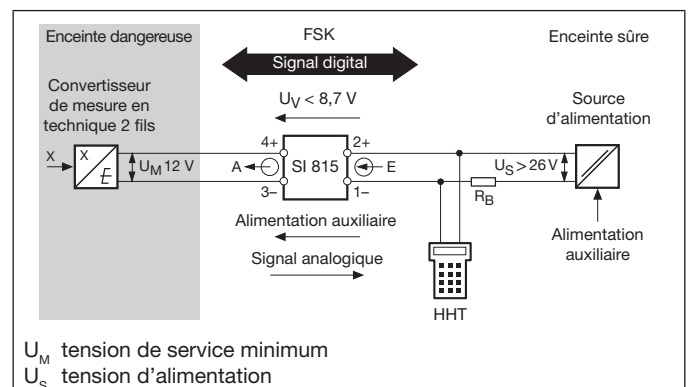 Enceinte dangereuse
FSK
Enceinte sûre
Signal digital
Convertisseur
de mesure en
technique 2 fils
U_V < 8,7 V
Source
d'alimentation
4+
2+
X
X
E
U_M 12 V
A
SI 815
E
U_S > 26 V
3–
1–
R_B
Alimentation auxiliaire
Signal analogique
Alimentation
auxiliaire
HHT
U_M tension de service minimum
U_S tension d'alimentation